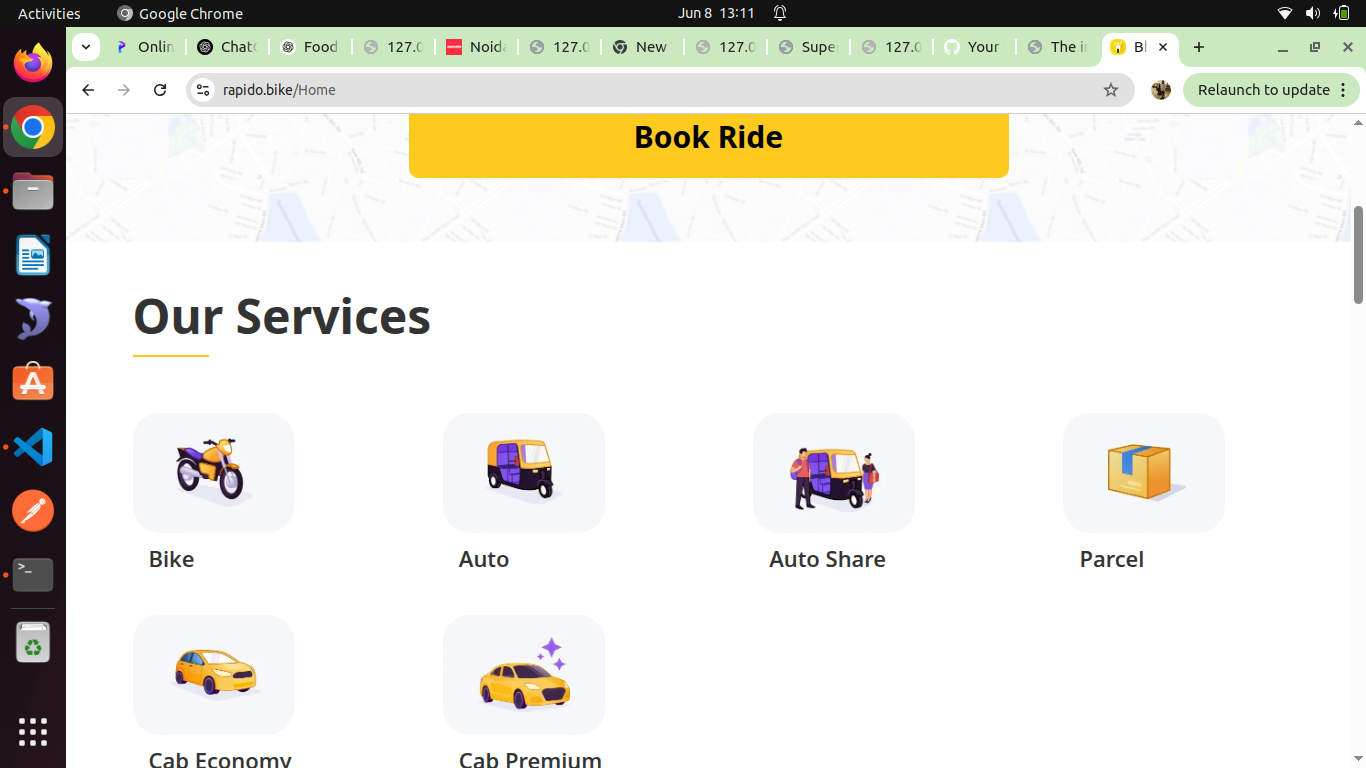 Activities Google Chrome Jun 8 13:11
Onlin ChatG Food 127.0 Noida 127.0 New 127.0 Super 127.0 Your The in Bl
rapido.bike/Home Relaunch to update
Book Ride
Our Services
Bike Auto Auto Share Parcel
Cab Economy Cab Premium